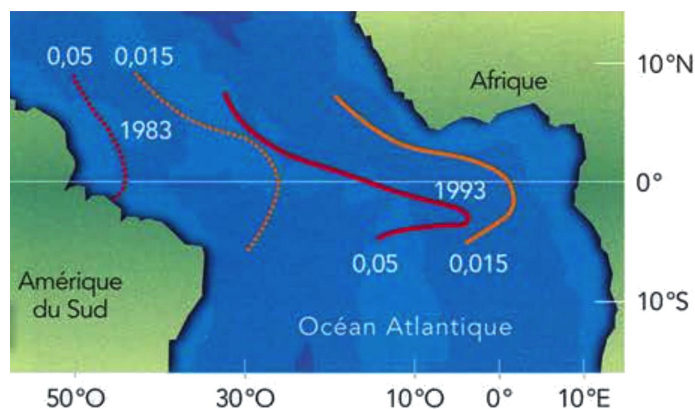 0,05 0,015
10°N
Afrique
1983
0°
1993
0,05 0,015
Amérique
du Sud
10°S
Océan Atlantique
50°O 30°O 10°O 0° 10°E